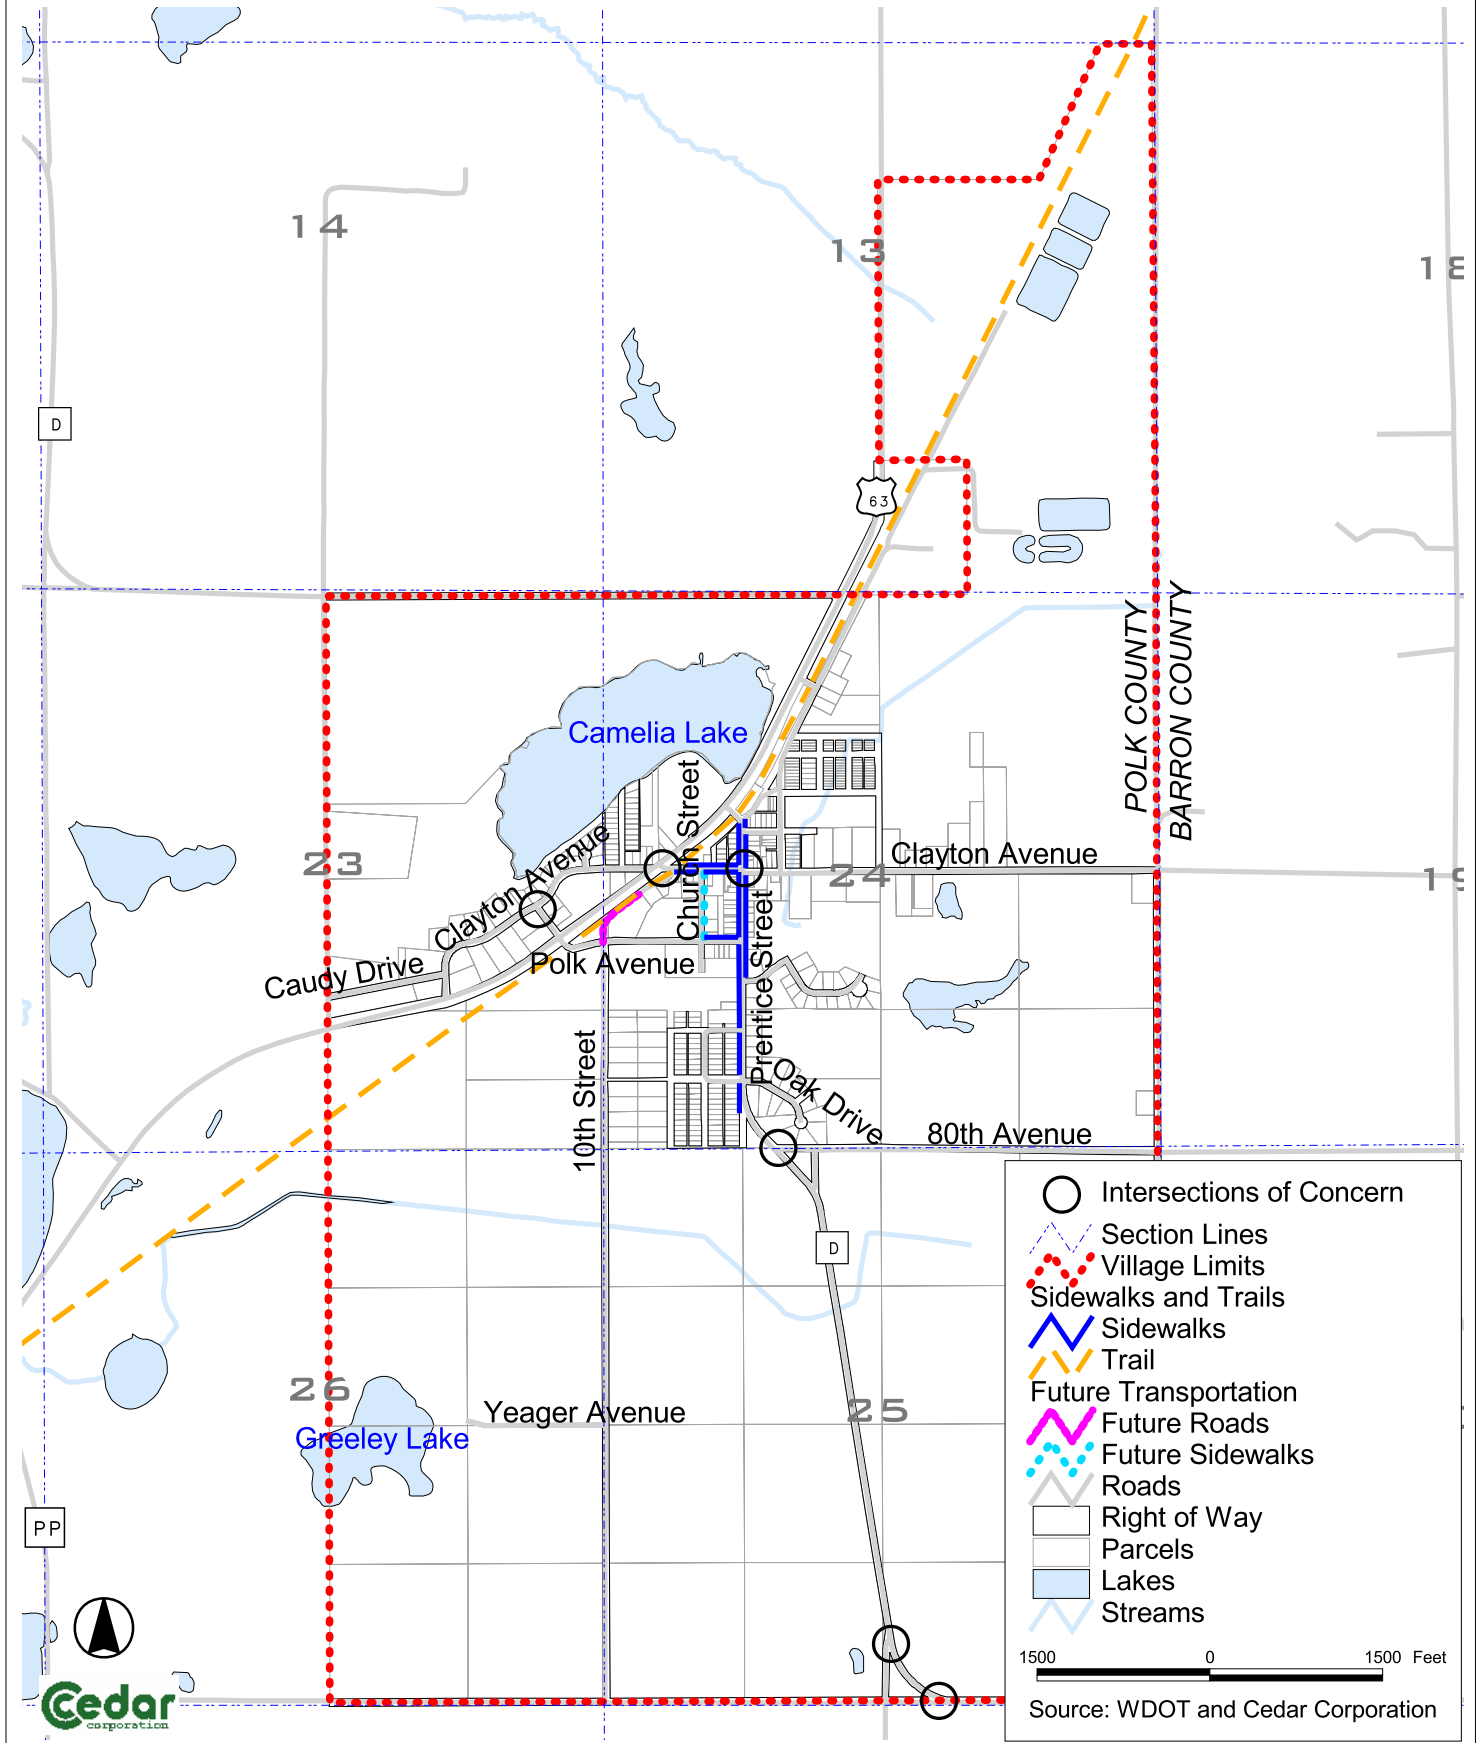 14
13
18
D
63
POLK COUNTY
BARRON COUNTY
Camelia Lake
Church Street
23
Clayton Avenue
24
Clayton Avenue
19
Caudy Drive
Polk Avenue
Prentice Street
10th Street
Oak Drive
80th Avenue
D
26
Greeley Lake
Yeager Avenue
25
PP
Intersections of Concern
Section Lines
Village Limits
Sidewalks and Trails
Sidewalks
Trail
Future Transportation
Future Roads
Future Sidewalks
Roads
Right of Way
Parcels
Lakes
Streams
1500 0 1500 Feet
Source: WDOT and Cedar Corporation
Cedar
corporation